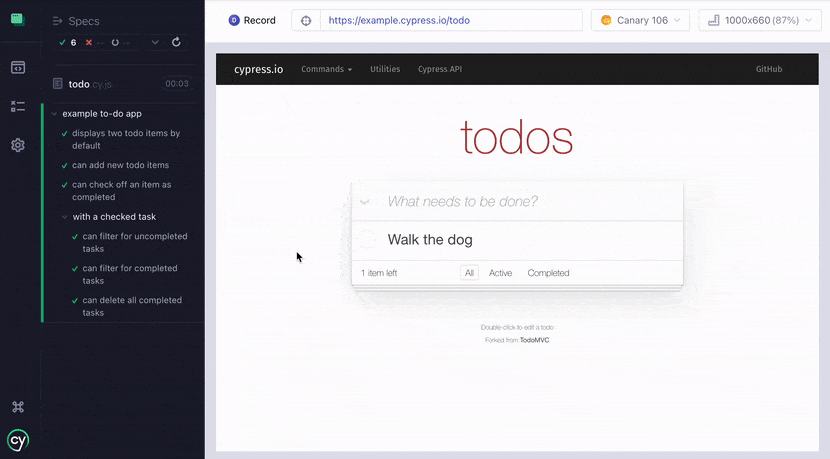 Specs
6 -- --
todo cy.js 00:03
example to-do app
displays two todo items by
default
can add new todo items
can check off an item as
completed
with a checked task
can filter for uncompleted
tasks
can filter for completed
tasks
can delete all completed
tasks
cy
D Record
https://example.cypress.io/todo
Canary 106
1000x660 (87%)
cypress.io Commands Utilities Cypress API GitHub
todos
What needs to be done?
Walk the dog
1 item left All Active Completed
Double-click to edit a todo
Forked from TodoMVC